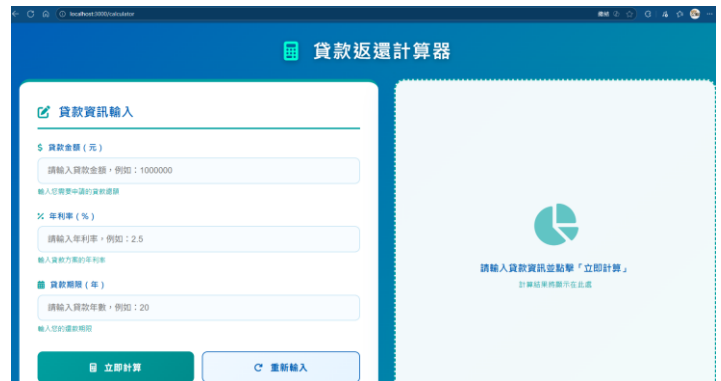 localhost:3000/calculator
貸款返還計算器
貸款資訊輸入
$ 貸款金額 ( 元 )
請輸入貸款金額，例如：1000000
輸入您需要申請的貸款總額
年利率 ( % )
請輸入年利率，例如：2.5
輸入貸款方案的年利率
貸款期限 ( 年 )
請輸入貸款年數，例如：20
輸入您的還款期限
立即計算
重新輸入
請輸入貸款資訊並點擊「立即計算」
計算結果將顯示在此處